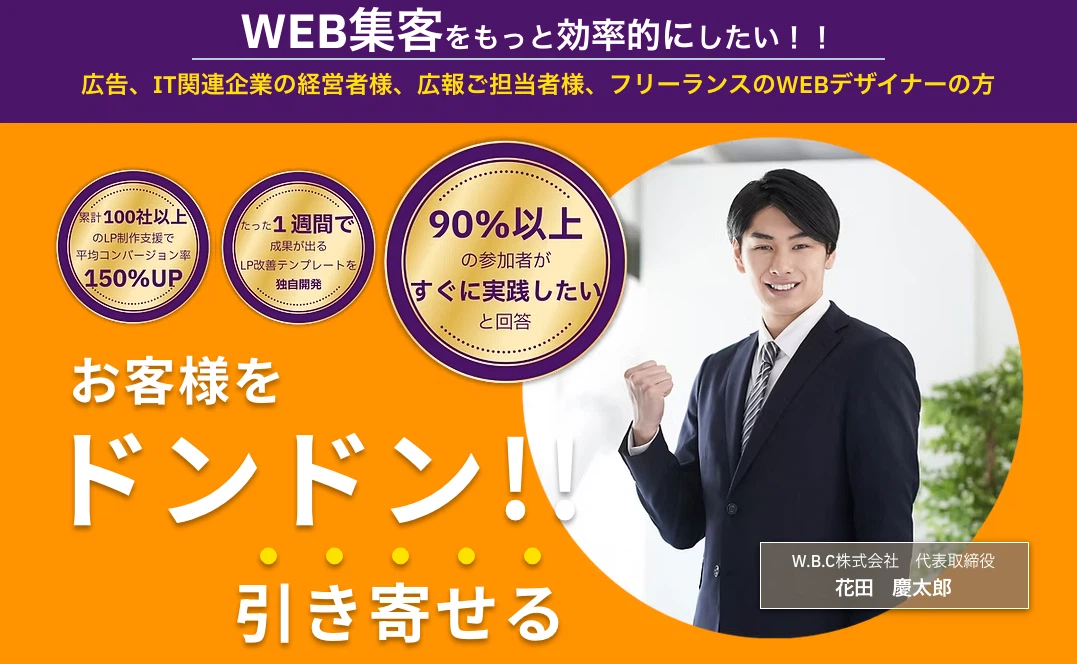 WEB集客をもっと効率的にしたい！！
広告、IT関連企業の経営者様、広報ご担当者様、フリーランスのWEBデザイナーの方
累計100社以上
のLP制作支援で
平均コンバージョン率
150%UP
たった1週間で
成果が出る
LP改善テンプレートを
独自開発
90%以上
の参加者が
すぐに実践したい
と回答
お客様を
ドンドン!!
引き寄せる
W.B.C株式会社　代表取締役
花田　慶太郎